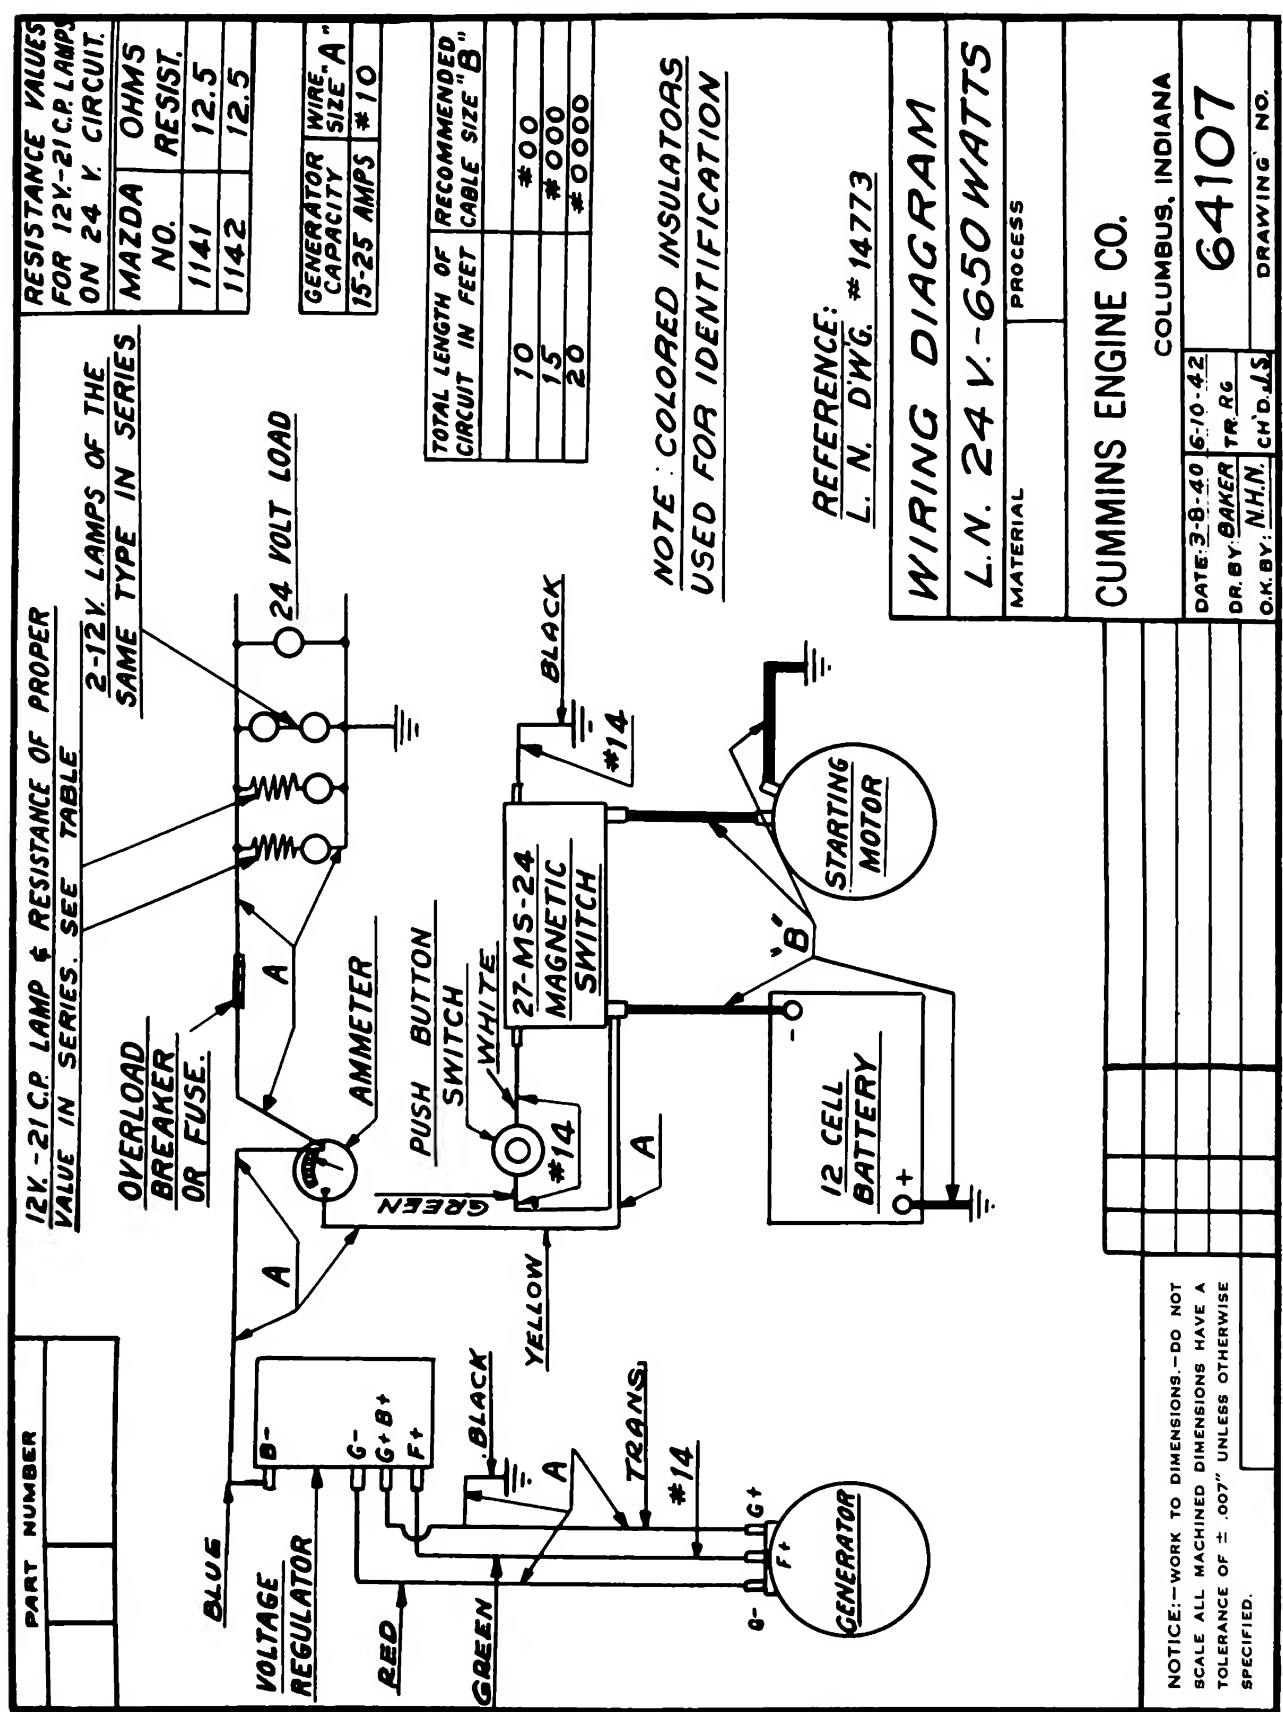 PART NUMBER
12V.-21 C.P. LAMP & RESISTANCE OF PROPER
VALUE IN SERIES. SEE TABLE
2-12 V. LAMPS OF THE
SAME TYPE IN SERIES
RESISTANCE VALUES
FOR 12V.-21 C.P. LAMPS
ON 24 V. CIRCUIT.
MAZDA NO. OHMS RESIST.
1141 12.5
1142 12.5
GENERATOR CAPACITY WIRE SIZE "A"
15-25 AMPS #10
TOTAL LENGTH OF CIRCUIT IN FEET RECOMMENDED CABLE SIZE "B"
10 #00
15 #000
20 #0000
24 VOLT LOAD
OVERLOAD
BREAKER
OR FUSE.
A
A
AMMETER
BLUE
VOLTAGE
REGULATOR
B-
G-
G+B+
F+
RED
GREEN
.BLACK
A
TRANS.
#14
G-
F+
G+
GENERATOR
PUSH BUTTON
SWITCH
WHITE
GREEN
#14
YELLOW
A
27-MS-24
MAGNETIC
SWITCH
BLACK
#14
"B"
STARTING
MOTOR
12 CELL
BATTERY
-
+
NOTE: COLORED INSULATORS
USED FOR IDENTIFICATION
REFERENCE:
L. N. D'W'G. #14773
WIRING DIAGRAM
L.N. 24 V.-650 WATTS
MATERIAL PROCESS
CUMMINS ENGINE CO.
COLUMBUS, INDIANA
DATE: 3-8-40 6-10-42
DR. BY: BAKER TR. RG
O.K. BY: N.H.N. CH'D. J.S.
64107
DRAWING NO.
NOTICE:-WORK TO DIMENSIONS.-DO NOT
SCALE ALL MACHINED DIMENSIONS HAVE A
TOLERANCE OF ± .007" UNLESS OTHERWISE
SPECIFIED.